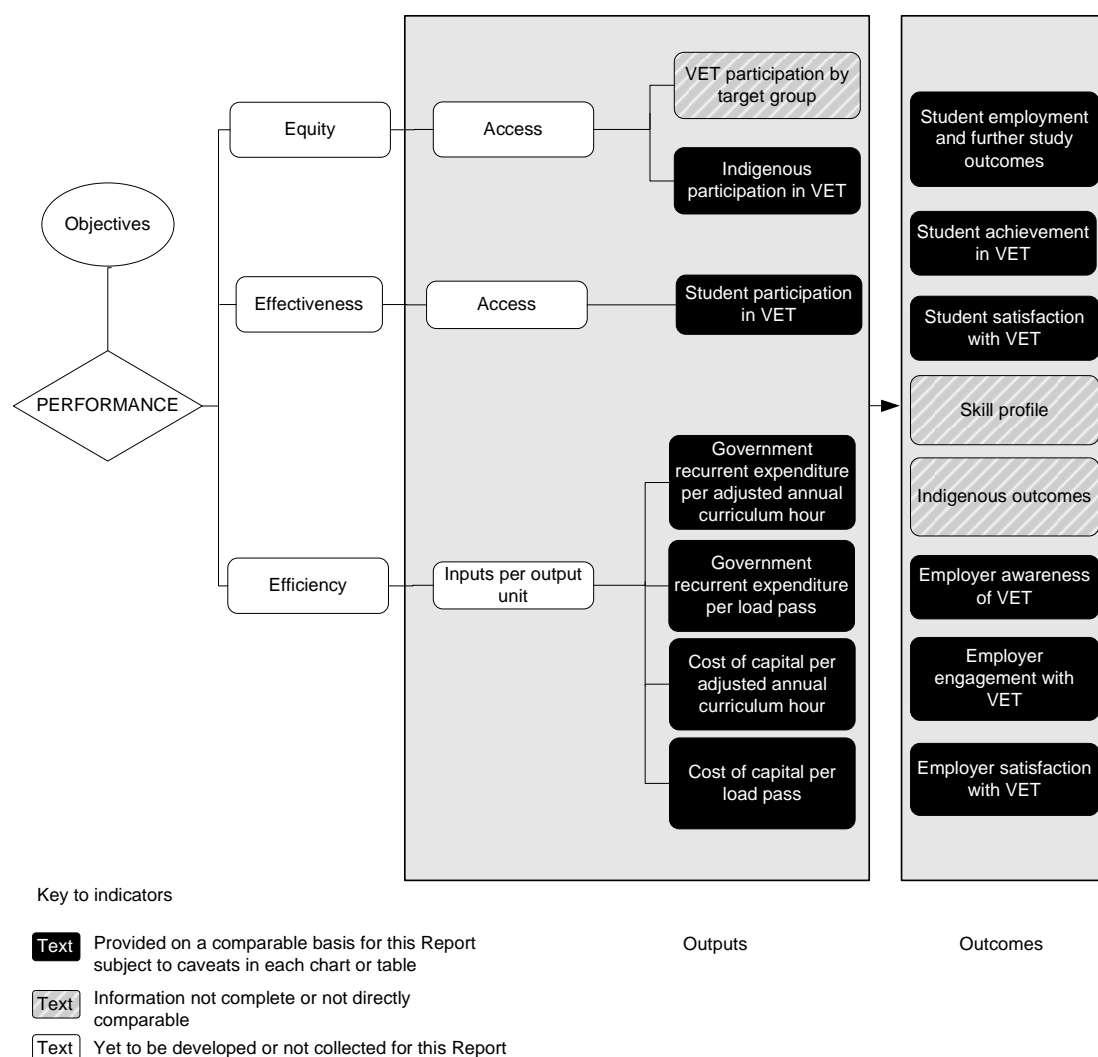 Objectives
PERFORMANCE
Equity
Access
VET participation by
target group
Indigenous
participation in VET
Effectiveness
Access
Student participation
in VET
Efficiency
Inputs per output
unit
Government
recurrent expenditure
per adjusted annual
curriculum hour
Government
recurrent expenditure
per load pass
Cost of capital per
adjusted annual
curriculum hour
Cost of capital per
load pass
Student employment
and further study
outcomes
Student achievement
in VET
Student satisfaction
with VET
Skill profile
Indigenous outcomes
Employer awareness
of VET
Employer
engagement with
VET
Employer satisfaction
with VET
Key to indicators
Text Provided on a comparable basis for this Report
subject to caveats in each chart or table
Text Information not complete or not directly
comparable
Text Yet to be developed or not collected for this Report
Outputs
Outcomes